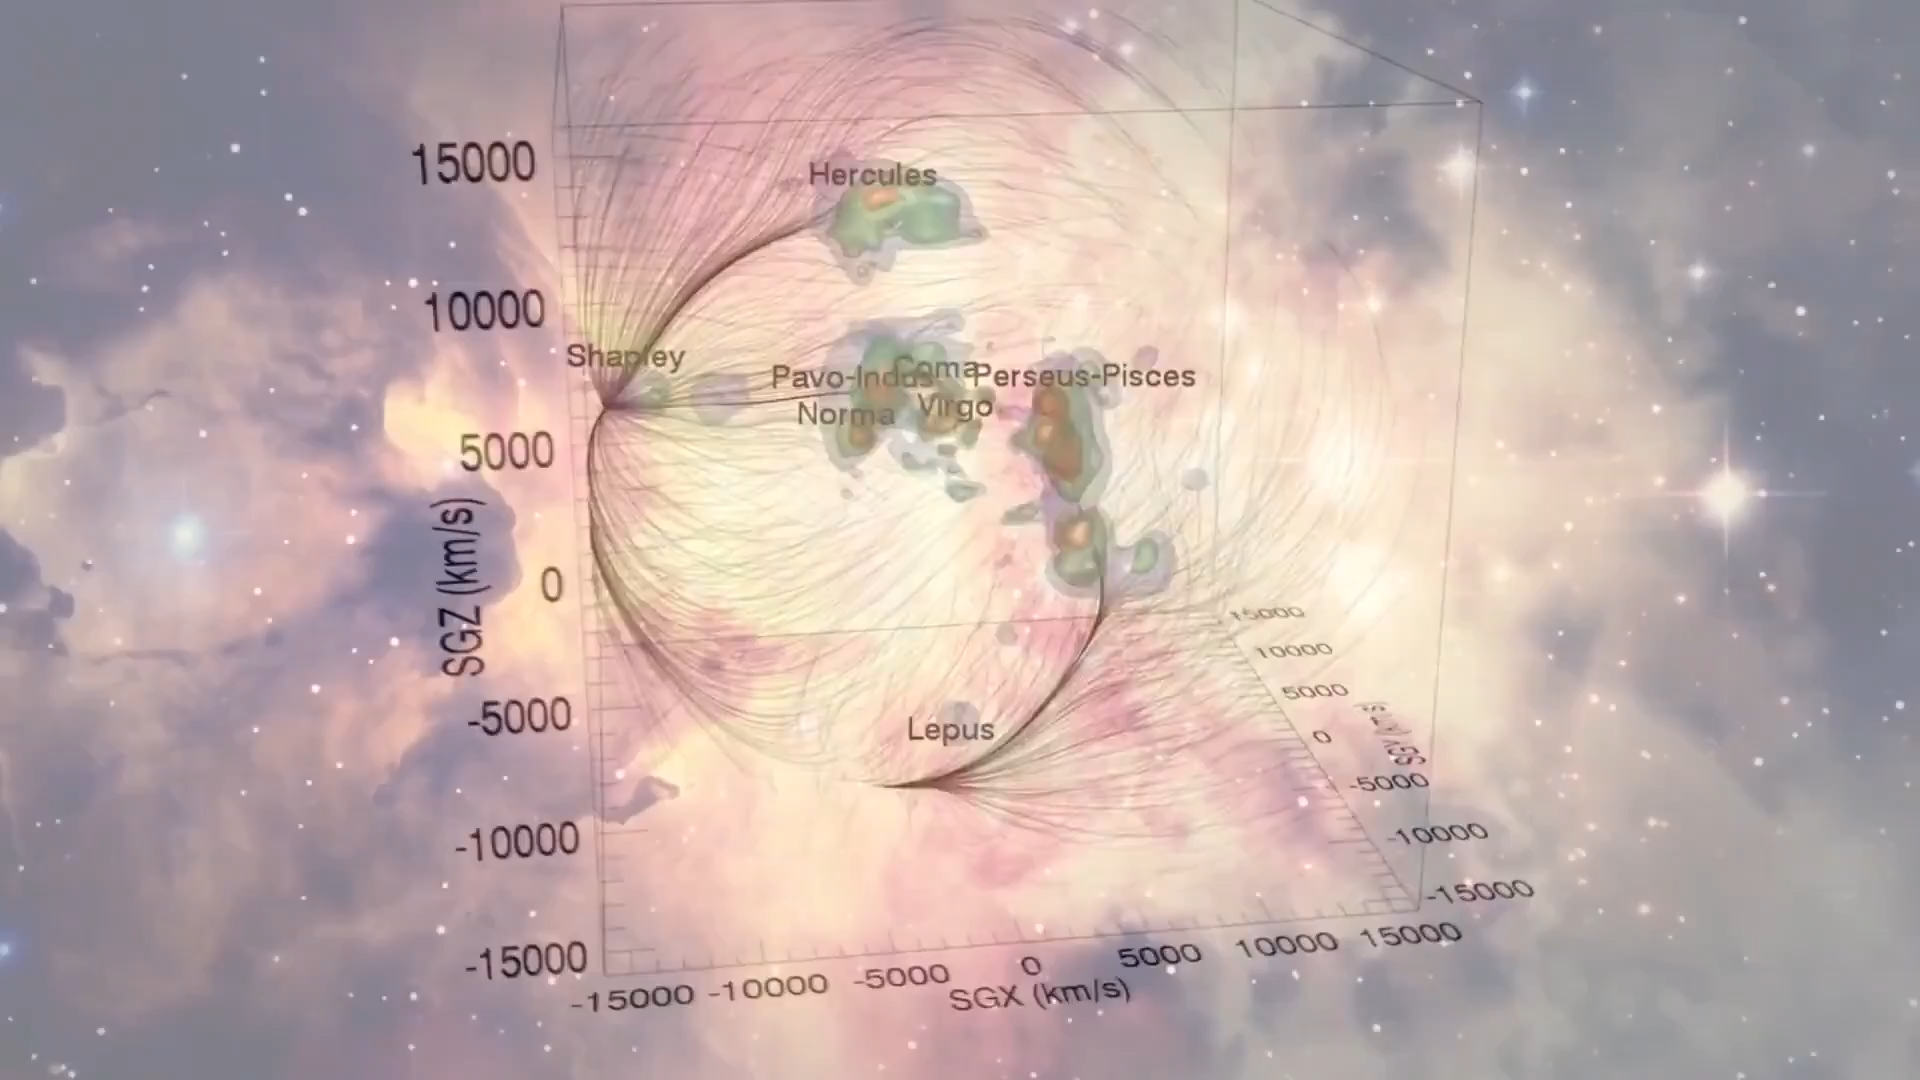 15000
Hercules
10000
Shapley
Coma
Pavo-Indus
Perseus-Pisces
Norma
Virgo
5000
SGZ (km/s)
0
-5000
-10000
-15000
Lepus
15000
10000
5000
0
-5000
-10000
-15000
-15000 -10000 -5000 0 5000 10000 15000
SGX (km/s)